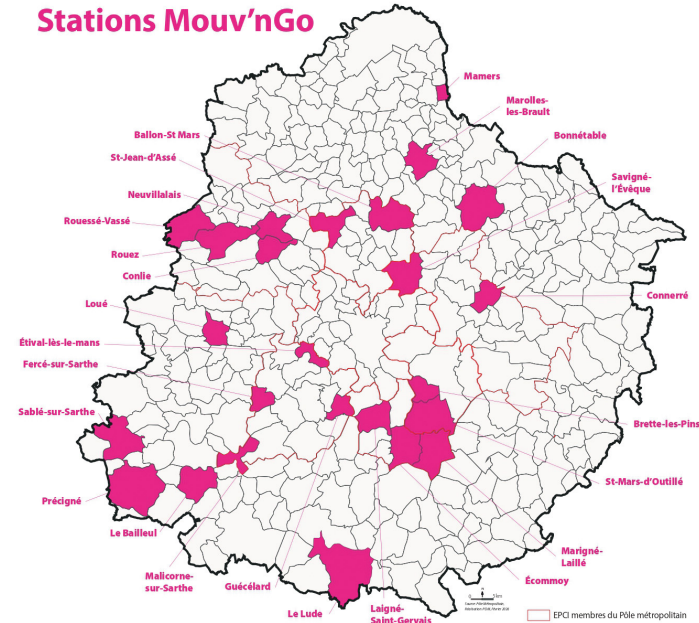 Stations Mouv'nGo
Mamers
Marolles-
les-Brault
Ballon-St Mars
Bonnétable
St-Jean-d'Assé
Savigné-
l'Évêque
Neuvillalais
Rouessé-Vassé
Rouez
Conlie
Connerré
Loué
Étival-lès-le-mans
Fercé-sur-Sarthe
Sablé-sur-Sarthe
Brette-les-Pins
St-Mars-d'Outillé
Précigné
Le Bailleul
Marigné-
Laillé
Malicorne-
sur-Sarthe
Guécélard
Écommoy
Le Lude
Laigné-
Saint-Gervais
N
0 5 km
EPCI membres du Pôle métropolitain